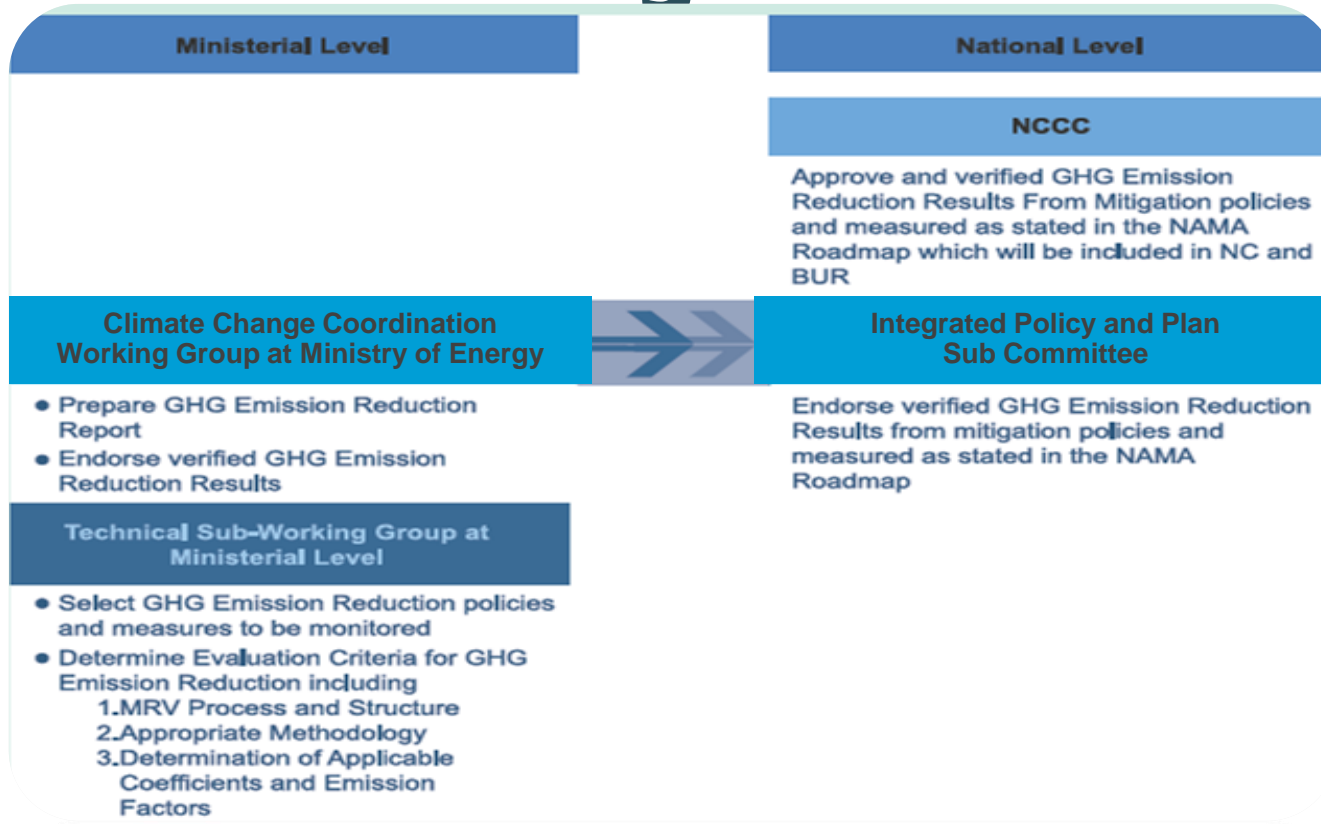 Ministerial Level
National Level
NCCC
Approve and verified GHG Emission
Reduction Results From Mitigation policies
and measured as stated in the NAMA
Roadmap which will be included in NC and
BUR
Climate Change Coordination
Working Group at Ministry of Energy
Integrated Policy and Plan
Sub Committee
• Prepare GHG Emission Reduction
Report
• Endorse verified GHG Emission
Reduction Results
Endorse verified GHG Emission Reduction
Results from mitigation policies and
measured as stated in the NAMA
Roadmap
Technical Sub-Working Group at
Ministerial Level
• Select GHG Emission Reduction policies
and measures to be monitored
• Determine Evaluation Criteria for GHG
Emission Reduction including
1.MRV Process and Structure
2.Appropriate Methodology
3.Determination of Applicable
Coefficients and Emission
Factors